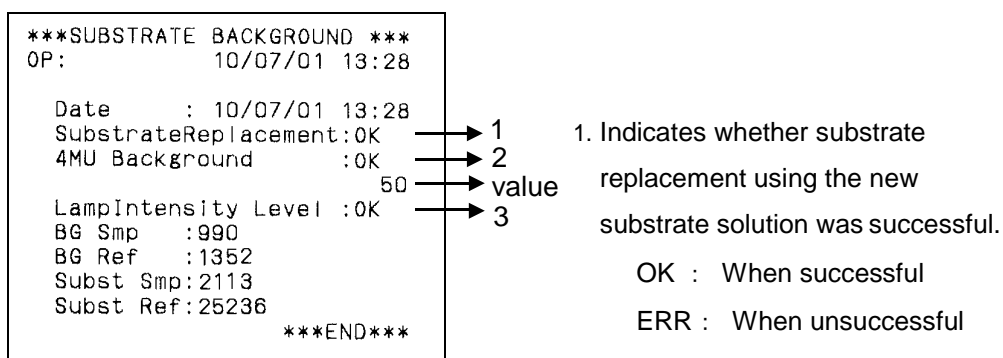 ***SUBSTRATE BACKGROUND ***
OP: 10/07/01 13:28
Date : 10/07/01 13:28
SubstrateReplacement:OK
4MU Background :OK
50
LampIntensity Level :OK
BG Smp :990
BG Ref :1352
Subst Smp:2113
Subst Ref:25236
***END***
1
2
value
3
1. Indicates whether substrate
replacement using the new
substrate solution was successful.
OK : When successful
ERR : When unsuccessful